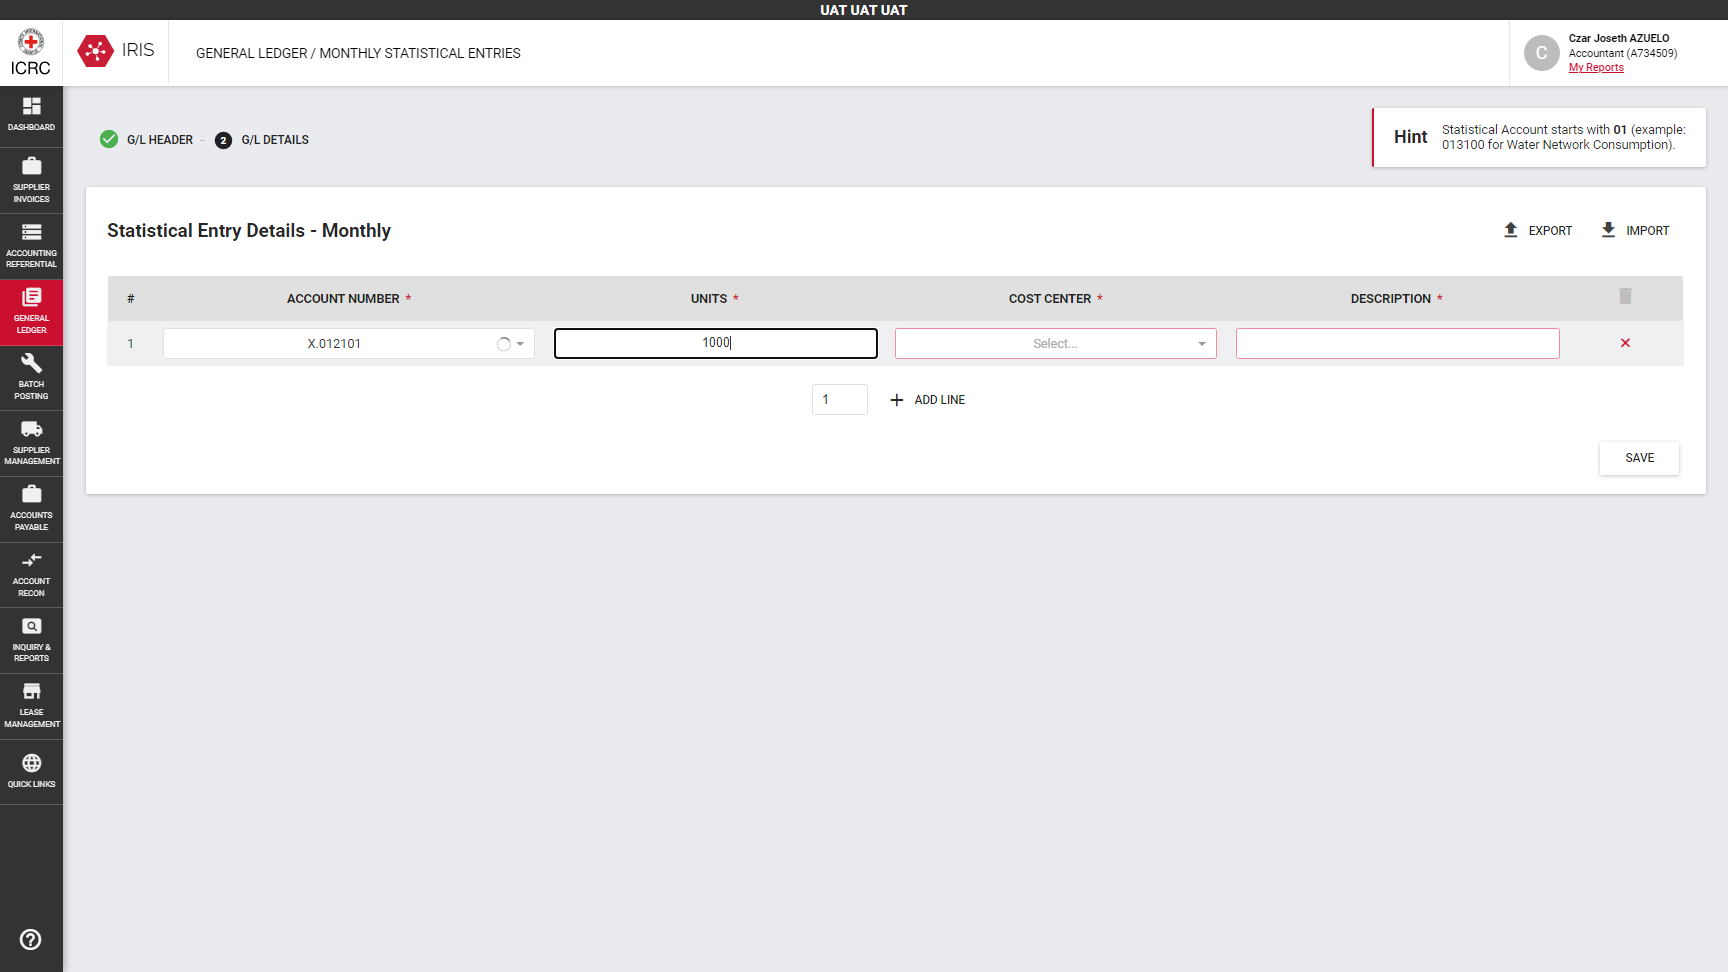 UAT UAT UAT
ICRC
IRIS
GENERAL LEDGER / MONTHLY STATISTICAL ENTRIES
C
Czar Joseth AZUELO
Accountant (A734509)
My Reports
DASHBOARD
SUPPLIER
INVOICES
ACCOUNTING
REFERENTIAL
GENERAL
LEDGER
BATCH
POSTING
SUPPLIER
MANAGEMENT
ACCOUNTS
PAYABLE
ACCOUNT
RECON
INQUIRY &
REPORTS
LEASE
MANAGEMENT
QUICK LINKS
G/L HEADER
2 G/L DETAILS
Hint
Statistical Account starts with 01 (example:
013100 for Water Network Consumption).
Statistical Entry Details - Monthly
EXPORT
IMPORT
# ACCOUNT NUMBER * UNITS * COST CENTER * DESCRIPTION *
1 X.012101 1000 Select...
1 ADD LINE
SAVE